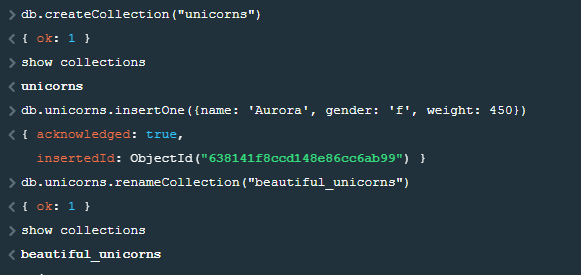 > db.createCollection("unicorns")
< { ok: 1 }
> show collections
< unicorns
> db.unicorns.insertOne({name: 'Aurora', gender: 'f', weight: 450})
< { acknowledged: true,
insertedId: ObjectId("638141f8ccd148e86cc6ab99") }
> db.unicorns.renameCollection("beautiful_unicorns")
< { ok: 1 }
> show collections
< beautiful_unicorns